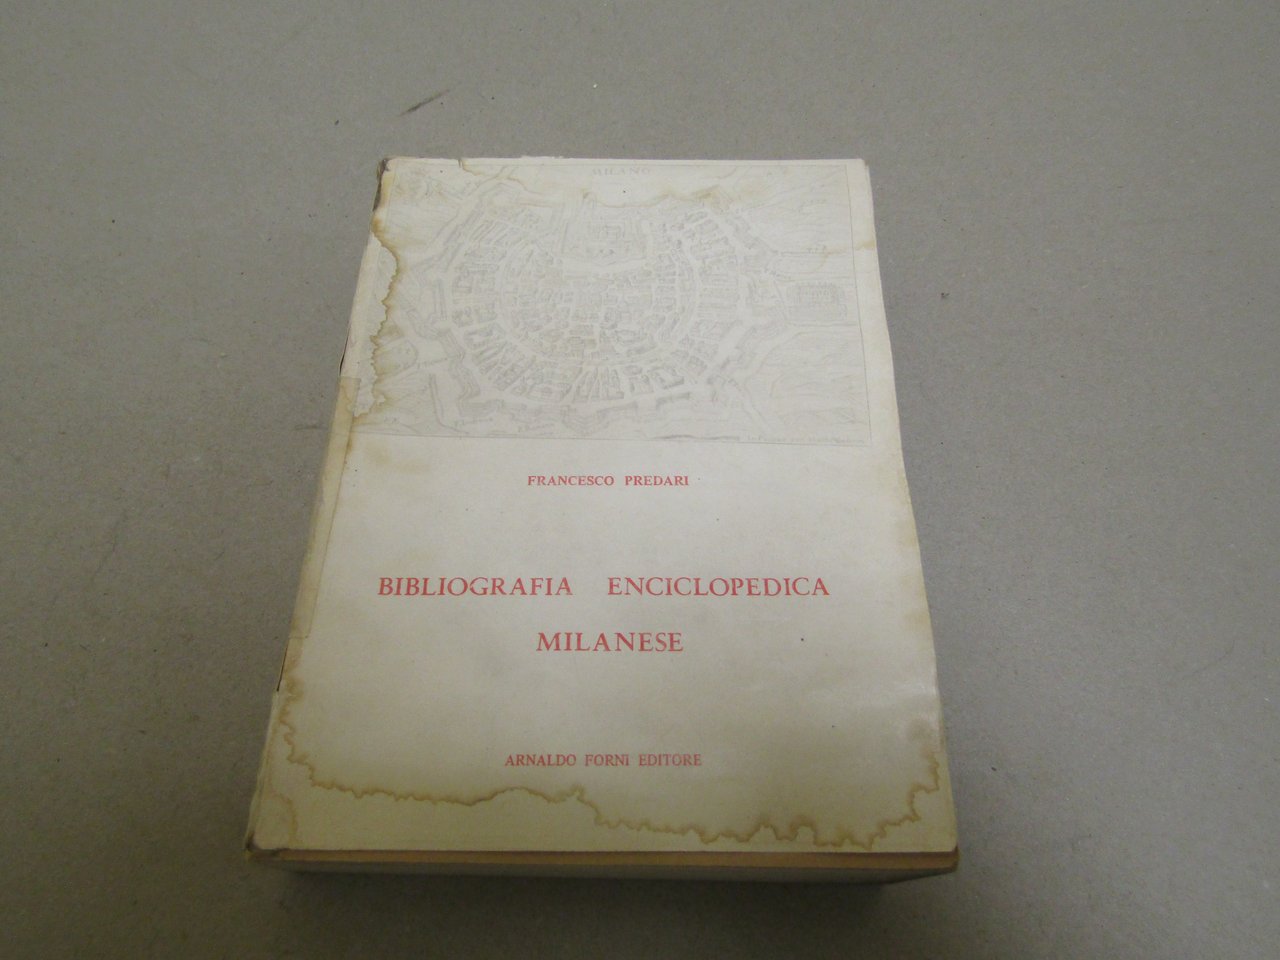 MILANO
FRANCESCO PREDARI
BIBLIOGRAFIA ENCICLOPEDICA
MILANESE
ARNALDO FORNI EDITORE